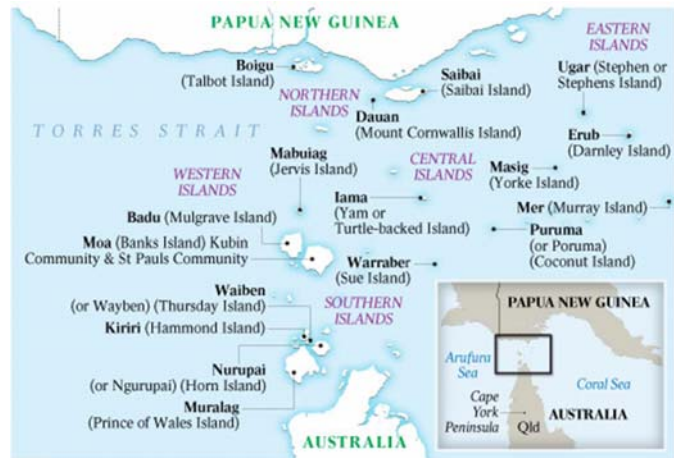 PAPUA NEW GUINEA
EASTERN
ISLANDS
Boigu
(Talbot Island)
NORTHERN
ISLANDS
Saibai
(Saibai Island)
Ugar (Stephen or
Stephens Island)
Dauan
(Mount Cornwallis Island)
TORRES STRAIT
Erub
(Darnley Island)
Mabuiag
(Jervis Island)
CENTRAL
ISLANDS
Masig
(Yorke Island)
WESTERN
ISLANDS
Iama
(Yam or
Turtle-backed Island)
Mer (Murray Island)
Badu (Mulgrave Island)
Moa (Banks Island) Kubin
Community & St Pauls Community
Puruma
(or Poruma)
(Coconut Island)
Warraber
(Sue Island)
Waiben
(or Wayben) (Thursday Island)
SOUTHERN
ISLANDS
Kiriri (Hammond Island)
Nurupai
(or Ngurupai) (Horn Island)
Muralag
(Prince of Wales Island)
AUSTRALIA
PAPUA NEW GUINEA
Arufura
Sea
Coral Sea
Cape
York
Peninsula
AUSTRALIA
Qld